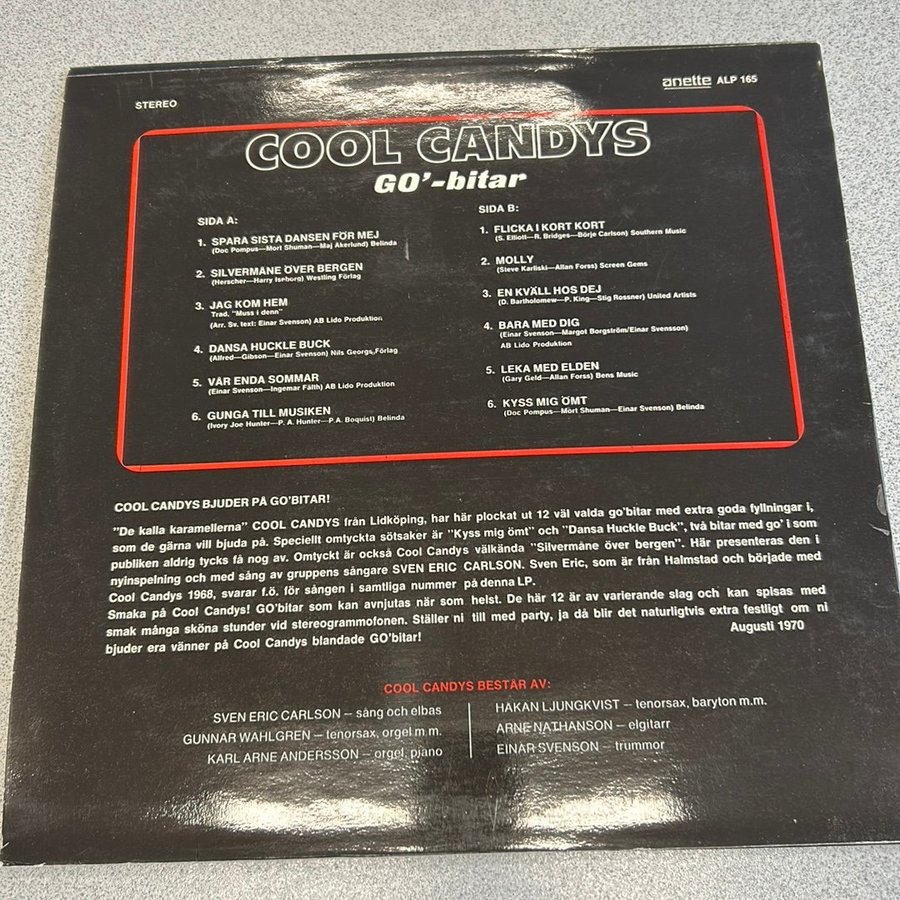 STEREO
anette ALP 165
COOL CANDYS
GO'-bitar
SIDA A:
1. SPARA SISTA DANSEN FÖR MEJ
(Doc Pompus—Mort Shuman—Maj Åkerlund) Belinda
2. SILVERMÅNE ÖVER BERGEN
(Herscher—Harry Iseborg) Westling Förlag
3. JAG KOM HEM
Trad. "Muss i denn"
(Arr. Sv. text: Einar Svenson) AB Lido Produktion
4. DANSA HUCKLE BUCK
(Alfred—Gibson—Einar Svenson) Nils Georgs Förlag
5. VÅR ENDA SOMMAR
(Einar Svenson—Ingemar Fälth) AB Lido Produktion
6. GUNGA TILL MUSIKEN
(Ivory Joe Hunter—P. A. Hunter—P.A. Boquist) Belinda
SIDA B:
1. FLICKA I KORT KORT
(S. Elliott—R. Bridges—Börje Carlson) Southern Music
2. MOLLY
(Steve Karliski—Allan Forss) Screen Gems
3. EN KVÄLL HOS DEJ
(D. Bartholomew—P. King—Stig Rossner) United Artists
4. BARA MED DIG
(Einar Svenson—Margot Borgström/Einar Svensson)
AB Lido Produktion
5. LEKA MED ELDEN
(Gary Geld—Allan Forss) Bens Music
6. KYSS MIG ÖMT
(Doc Pompus—Mort Shuman—Einar Svenson) Belinda
COOL CANDYS BJUDER PÅ GO'BITAR!
"De kalla karamellerna" COOL CANDYS från Lidköping, har här plockat ut 12 väl valda go'bitar med extra goda fyllningar i,
som de gärna vill bjuda på. Speciellt omtyckta sötsaker är "Kyss mig ömt" och "Dansa Huckle Buck", två bitar med go' i som
publiken aldrig tycks få nog av. Omtyckt är också Cool Candys välkända "Silvermåne över bergen". Här presenteras den i
nyinspelning och med sång av gruppens sångare SVEN ERIC CARLSON. Sven Eric, som är från Halmstad och började med
Cool Candys 1968, svarar f.ö. för sången i samtliga nummer på denna LP.
Smaka på Cool Candys! GO'bitar som kan avnjutas när som helst. De här 12 är av varierande slag och kan spisas med
smak många sköna stunder vid stereogrammofonen. Ställer ni till med party, ja då blir det naturligtvis extra festligt om ni
bjuder era vänner på Cool Candys blandade GO'bitar!
Augusti 1970
COOL CANDYS BESTÅR AV:
SVEN ERIC CARLSON — sång och elbas
GUNNAR WAHLGREN — tenorsax, orgel m m.
KARL ARNE ANDERSSON — orgel, piano
HÅKAN LJUNGKVIST — tenorsax, baryton m.m.
ARNE NATHANSON — elgitarr
EINAR SVENSON — trummor